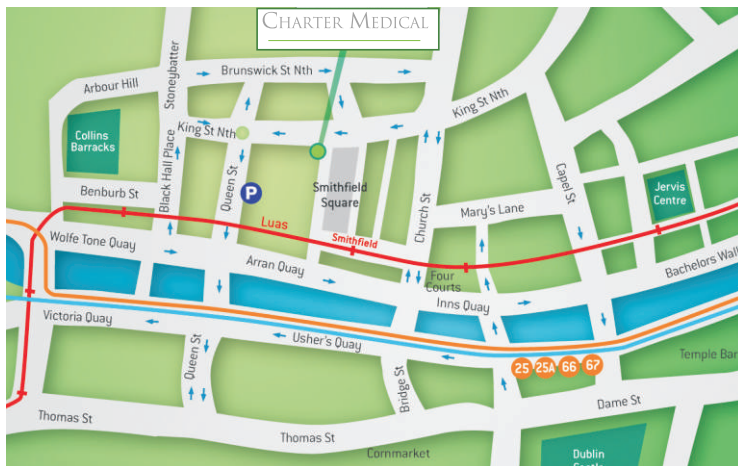 CHARTER MEDICAL
Stoneybatter
Brunswick St Nth
Arbour Hill
King St Nth
King St Nth
Collins
Barracks
Black Hall Place
Queen St
P
Smithfield
Square
Church St
Capel St
Jervis
Centre
Benburb St
Mary's Lane
Luas
Smithfield
Wolfe Tone Quay
Arran Quay
Four
Courts
Inns Quay
Bachelors Wal
Victoria Quay
Usher's Quay
Queen St
Bridge St
25
25A
66
67
Temple Bar
Dame St
Thomas St
Thomas St
Cornmarket
Dublin
Castle